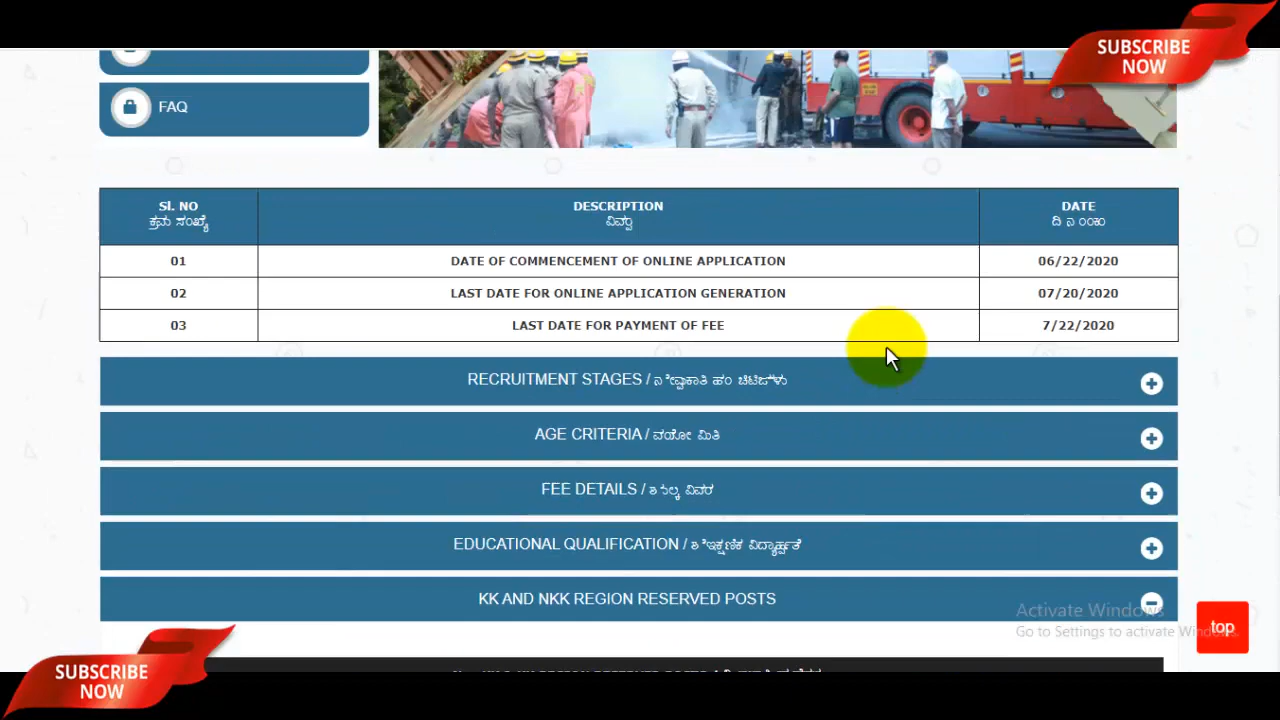 SUBSCRIBE
NOW
FAQ
Sl. NO
ಕ್ರಮ ಸಂಖ್ಯೆ
DESCRIPTION
DATE
01
DATE OF COMMENCEMENT OF ONLINE APPLICATION
06/22/2020
02
LAST DATE FOR ONLINE APPLICATION GENERATION
07/20/2020
03
LAST DATE FOR PAYMENT OF FEE
7/22/2020
RECRUITMENT STAGES /
AGE CRITERIA / ವಯೋ ಮಿತಿ
FEE DETAILS / ವಿವರ
EDUCATIONAL QUALIFICATION /
KK AND NKK REGION RESERVED POSTS
Activate Windows
Go to Settings to activate Windows.
top
SUBSCRIBE
NOW